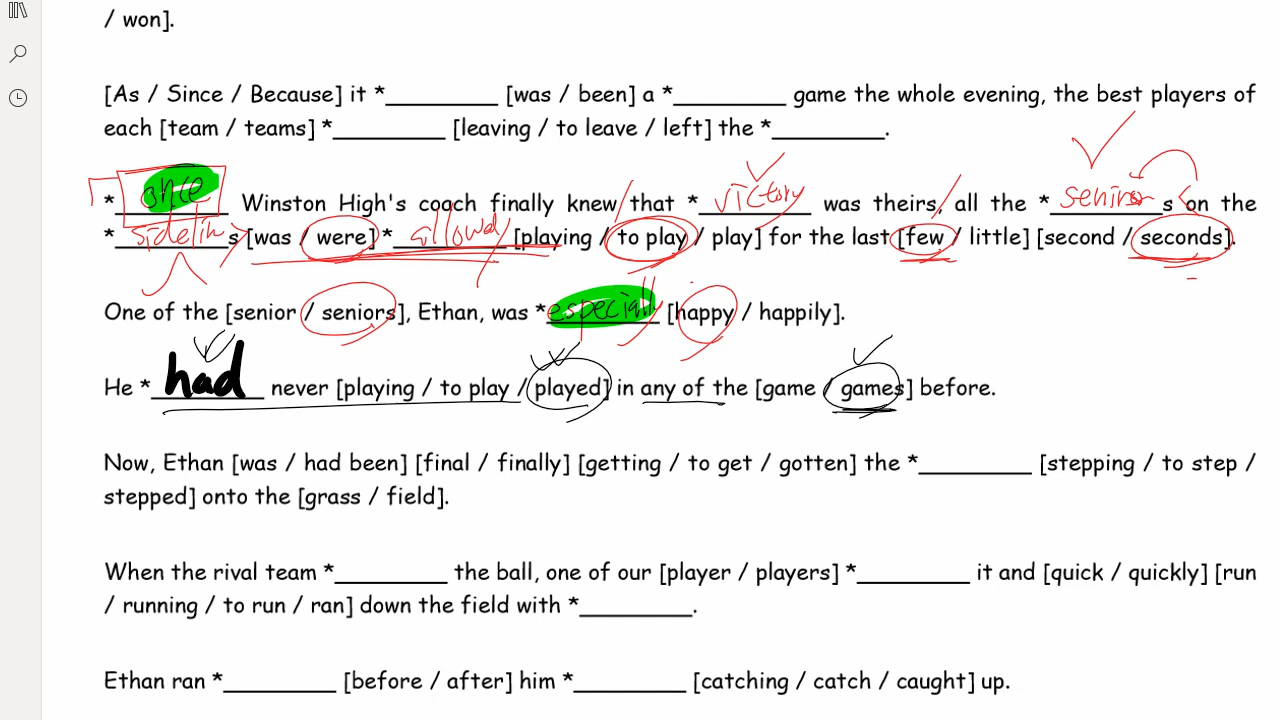 / won].
[As / Since / Because] it *_________ [was / been] a *_________ game the whole evening, the best players of
each [team / teams] *_________ [leaving / to leave / left] the *_________.
*once Winston High's coach finally knew / that *victory was theirs, / all the *seniors on the
*sidelines [was / were] *allowed [playing / to play / play] for the last [few / little] [second / seconds].
One of the [senior / seniors], Ethan, was *especially [happy / happily].
He *had never [playing / to play / played] in any of the [game / games] before.
Now, Ethan [was / had been] [final / finally] [getting / to get / gotten] the *_________ [stepping / to step /
stepped] onto the [grass / field].
When the rival team *_________ the ball, one of our [player / players] *_________ it and [quick / quickly] [run
/ running / to run / ran] down the field with *_________.
Ethan ran *_________ [before / after] him *_________ [catching / catch / caught] up.